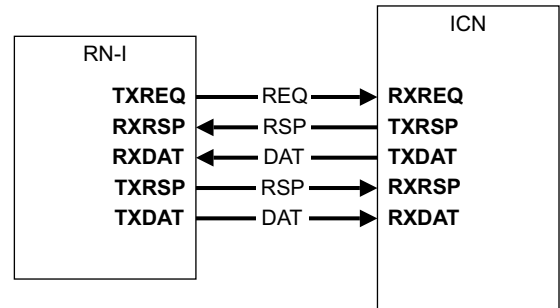 ICN
RN-I
TXREQ REQ RXREQ
RXRSP RSP TXRSP
RXDAT DAT TXDAT
TXRSP RSP RXRSP
TXDAT DAT RXDAT